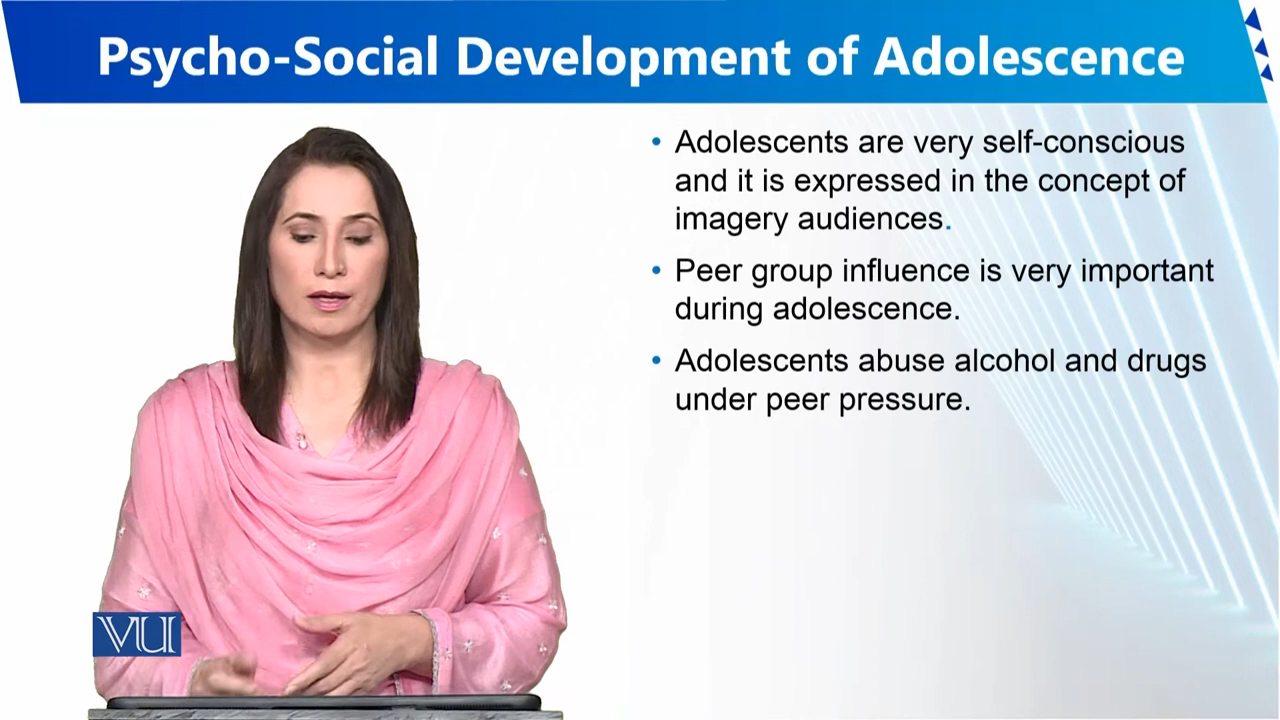 Psycho-Social Development of Adolescence
• Adolescents are very self-conscious
and it is expressed in the concept of
imagery audiences.
• Peer group influence is very important
during adolescence.
• Adolescents abuse alcohol and drugs
under peer pressure.
VU